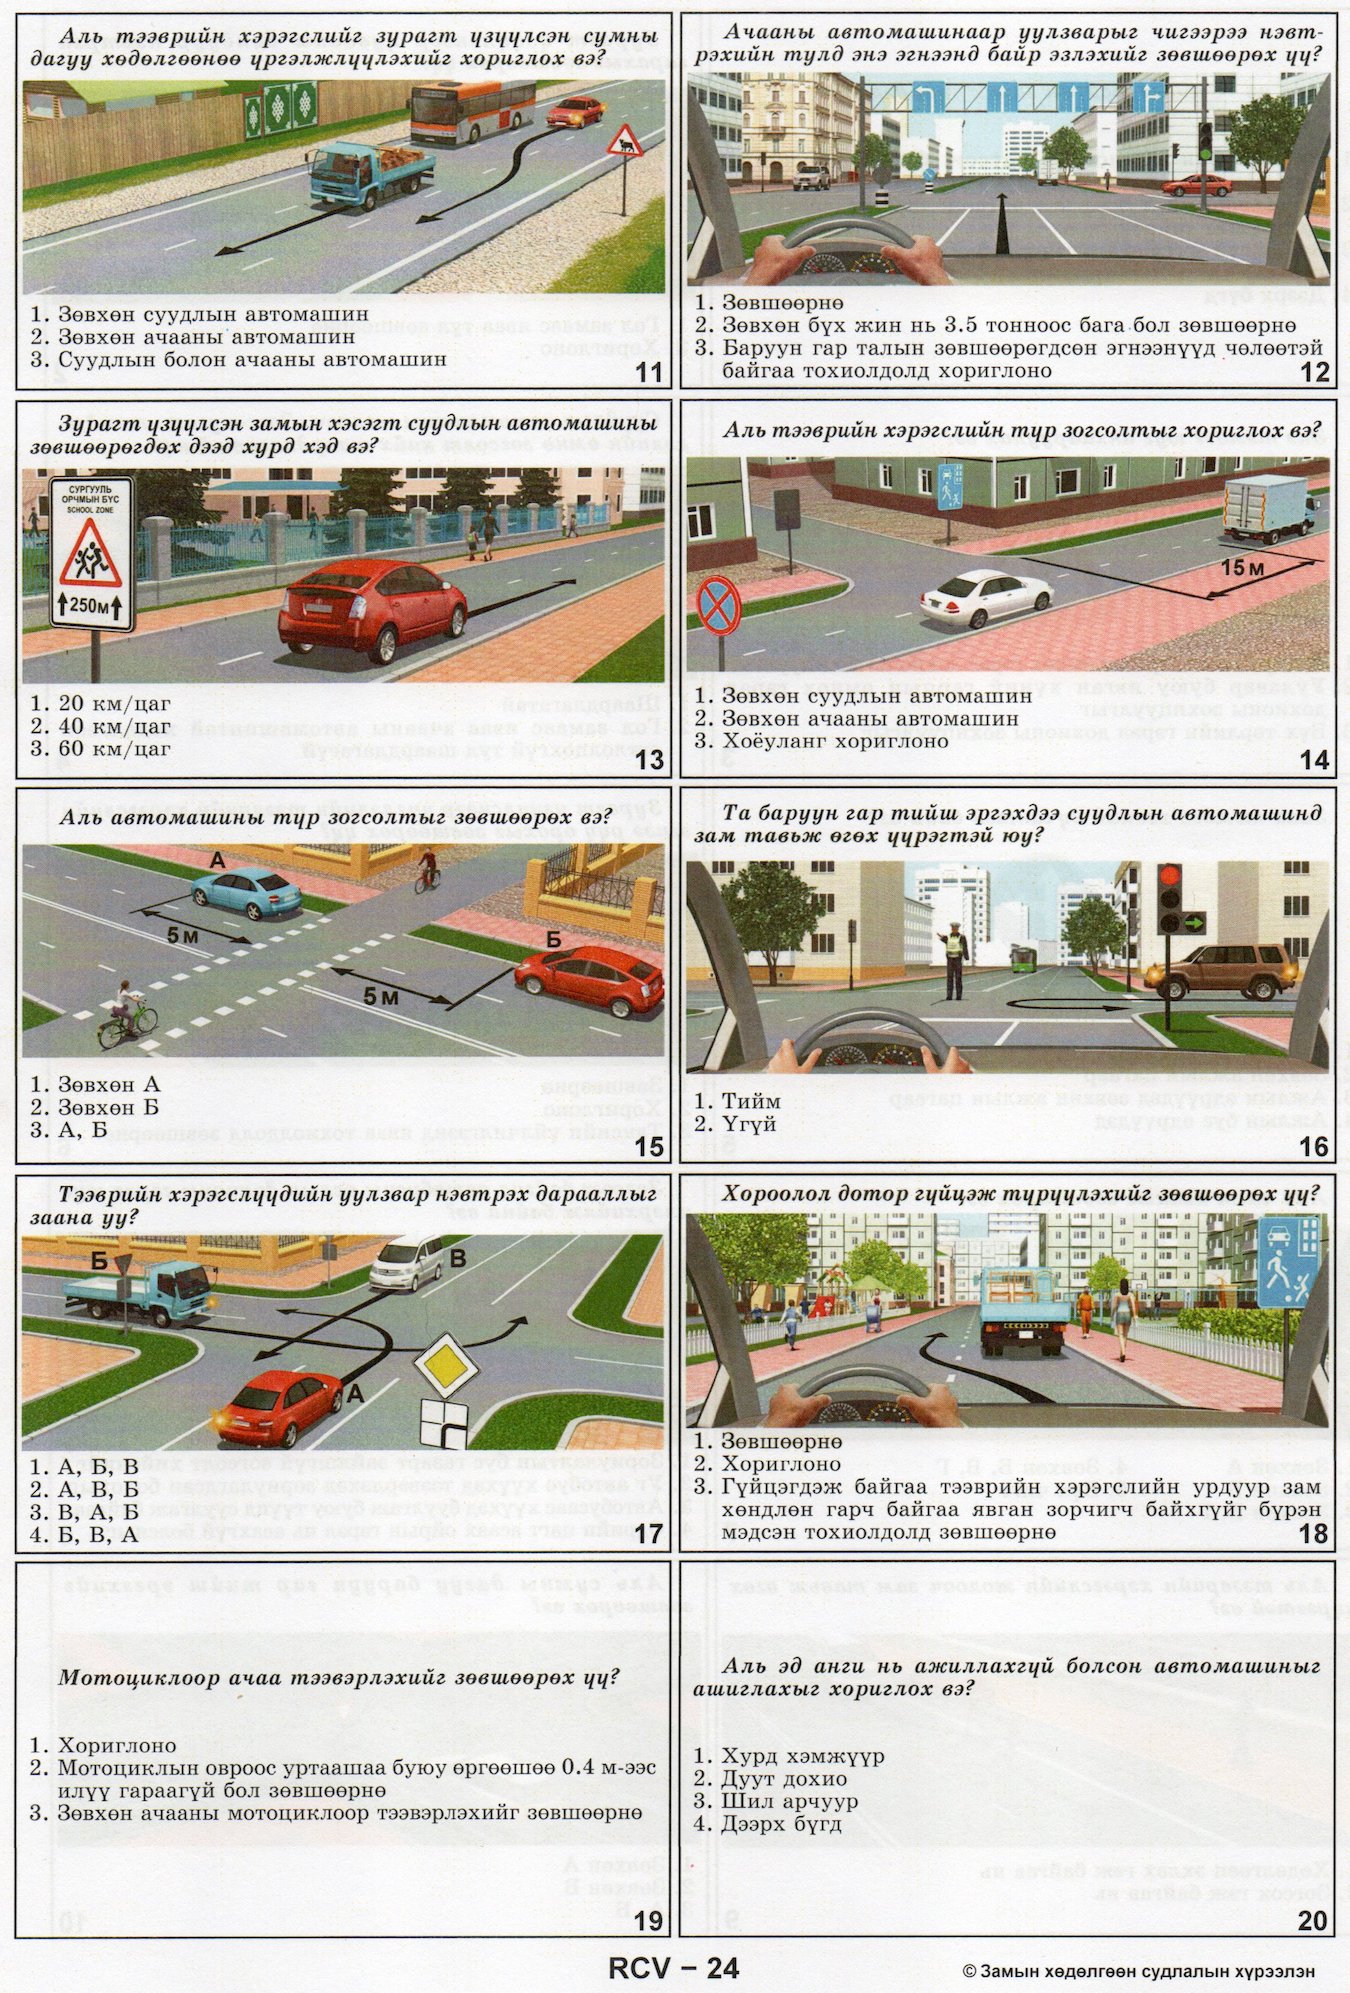 Аль тээврийн хэрэгслийг зурагт үзүүлсэн сумны
дагуу хөдөлгөөнөө үргэлжлүүлэхийг хориглох вэ?
1. Зөвхөн суудлын автомашин
2. Зөвхөн ачааны автомашин
3. Суудлын болон ачааны автомашин
11
Ачааны автомашинаар уулзварыг чигээрээ нэвт-
рэхийн тулд энэ эгнээнд байр эзлэхийг зөвшөөрөх үү?
1. Зөвшөөрнө
2. Зөвхөн бүх жин нь 3.5 тонноос бага бол зөвшөөрнө
3. Баруун гар талын зөвшөөрөгдсөн эгнээнүүд чөлөөтэй
байгаа тохиолдолд хориглоно
12
Зурагт үзүүлсэн замын хэсэгт суудлын автомашины
зөвшөөрөгдөх дээд хурд хэд вэ?
СУРГУУЛЬ
ОРЧМЫН БҮС
SCHOOL ZONE
250м
1. 20 км/цаг
2. 40 км/цаг
3. 60 км/цаг
13
Аль тээврийн хэрэгслийн түр зогсолтыг хориглох вэ?
15 м
1. Зөвхөн суудлын автомашин
2. Зөвхөн ачааны автомашин
3. Хоёуланг хориглоно
14
Аль автомашины түр зогсолтыг зөвшөөрөх вэ?
А
5 м
Б
5 м
1. Зөвхөн А
2. Зөвхөн Б
3. А, Б
15
Та баруун гар тийш эргэхдээ суудлын автомашинд
зам тавьж өгөх үүрэгтэй юу?
1. Тийм
2. Үгүй
16
Тээврийн хэрэгслүүдийн уулзвар нэвтрэх дарааллыг
заана уу?
Б
В
А
1. А, Б, В
2. А, В, Б
3. В, А, Б
4. Б, В, А
17
Хороолол дотор гүйцэж түрүүлэхийг зөвшөөрөх үү?
1. Зөвшөөрнө
2. Хориглоно
3. Гүйцэгдэж байгаа тээврийн хэрэгслийн урдуур зам
хөндлөн гарч байгаа явган зорчигч байхгүйг бүрэн
мэдсэн тохиолдолд зөвшөөрнө
18
Мотоциклоор ачаа тээвэрлэхийг зөвшөөрөх үү?
1. Хориглоно
2. Мотоциклын овроос уртаашаа буюу өргөөшөө 0.4 м-ээс
илүү гараагүй бол зөвшөөрнө
3. Зөвхөн ачааны мотоциклоор тээвэрлэхийг зөвшөөрнө
19
Аль эд анги нь ажиллахгүй болсон автомашиныг
ашиглахыг хориглох вэ?
1. Хурд хэмжүүр
2. Дуут дохио
3. Шил арчуур
4. Дээрх бүгд
20
RCV – 24
© Замын хөдөлгөөн судлалын хүрээлэн